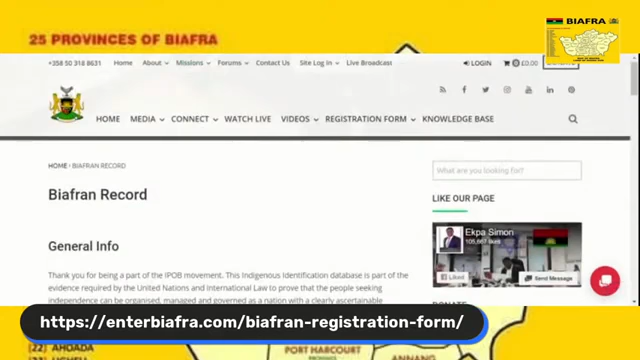 25 PROVINCES OF BIAFRA
BIAFRA
+358 50 318 8631 Home About Missions Forums Contact Us Site Log In Live Broadcast
LOGIN 0 £0.00
HOME MEDIA CONNECT WATCH LIVE VIDEOS REGISTRATION FORM KNOWLEDGE BASE
HOME › BIAFRAN RECORD
What are you looking for?
Biafran Record
LIKE OUR PAGE
Ekpa Simon
105,667 likes
General Info
Liked
Send Message
Thank you for being a part of the IPOB movement. This Indigenous Identification database is part of the
evidence required by the United Nations and international Law to prove that the people seeking
independence can be organised, managed and governed as a nation with a clearly ascertainable
https://enterbiafra.com/biafran-registration-form/
[22] AHOADA
PORT HARCOURT
ANNANG